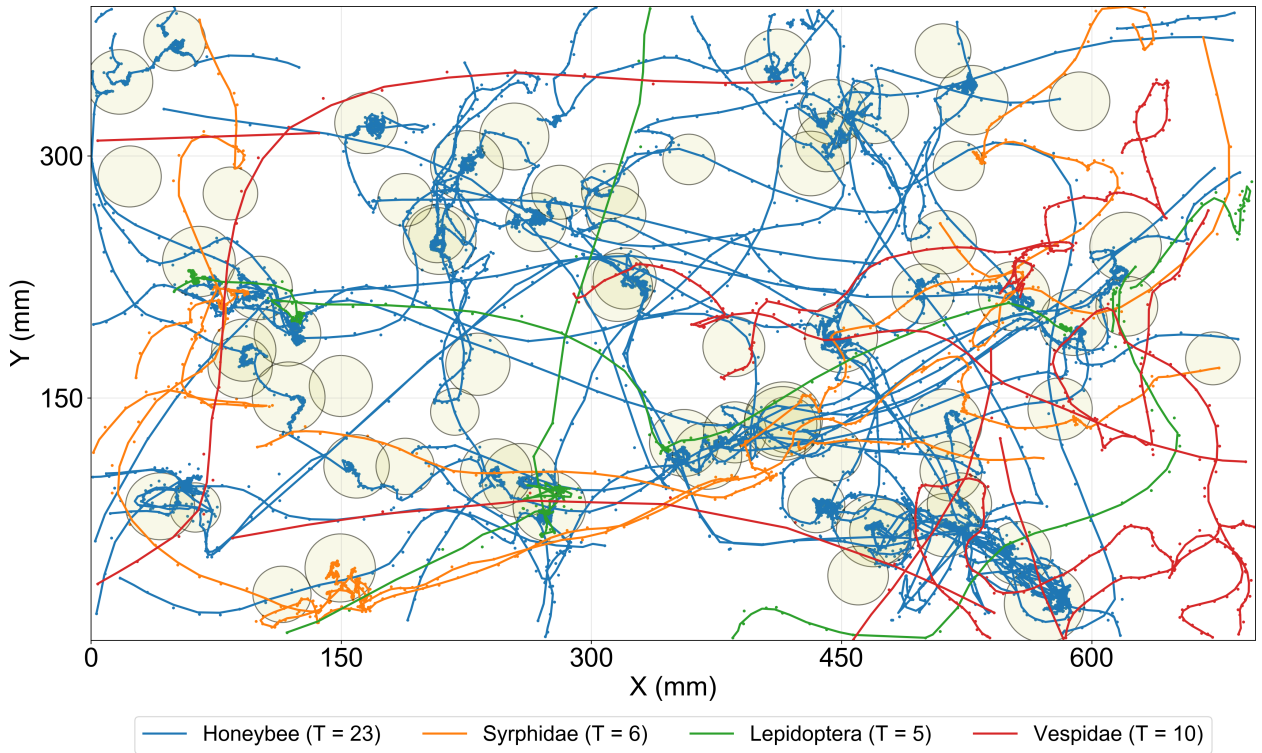 300
150
Y (mm)
0 150 300 450 600
X (mm)
Honeybee (T = 23) Syrphidae (T = 6) Lepidoptera (T = 5) Vespidae (T = 10)